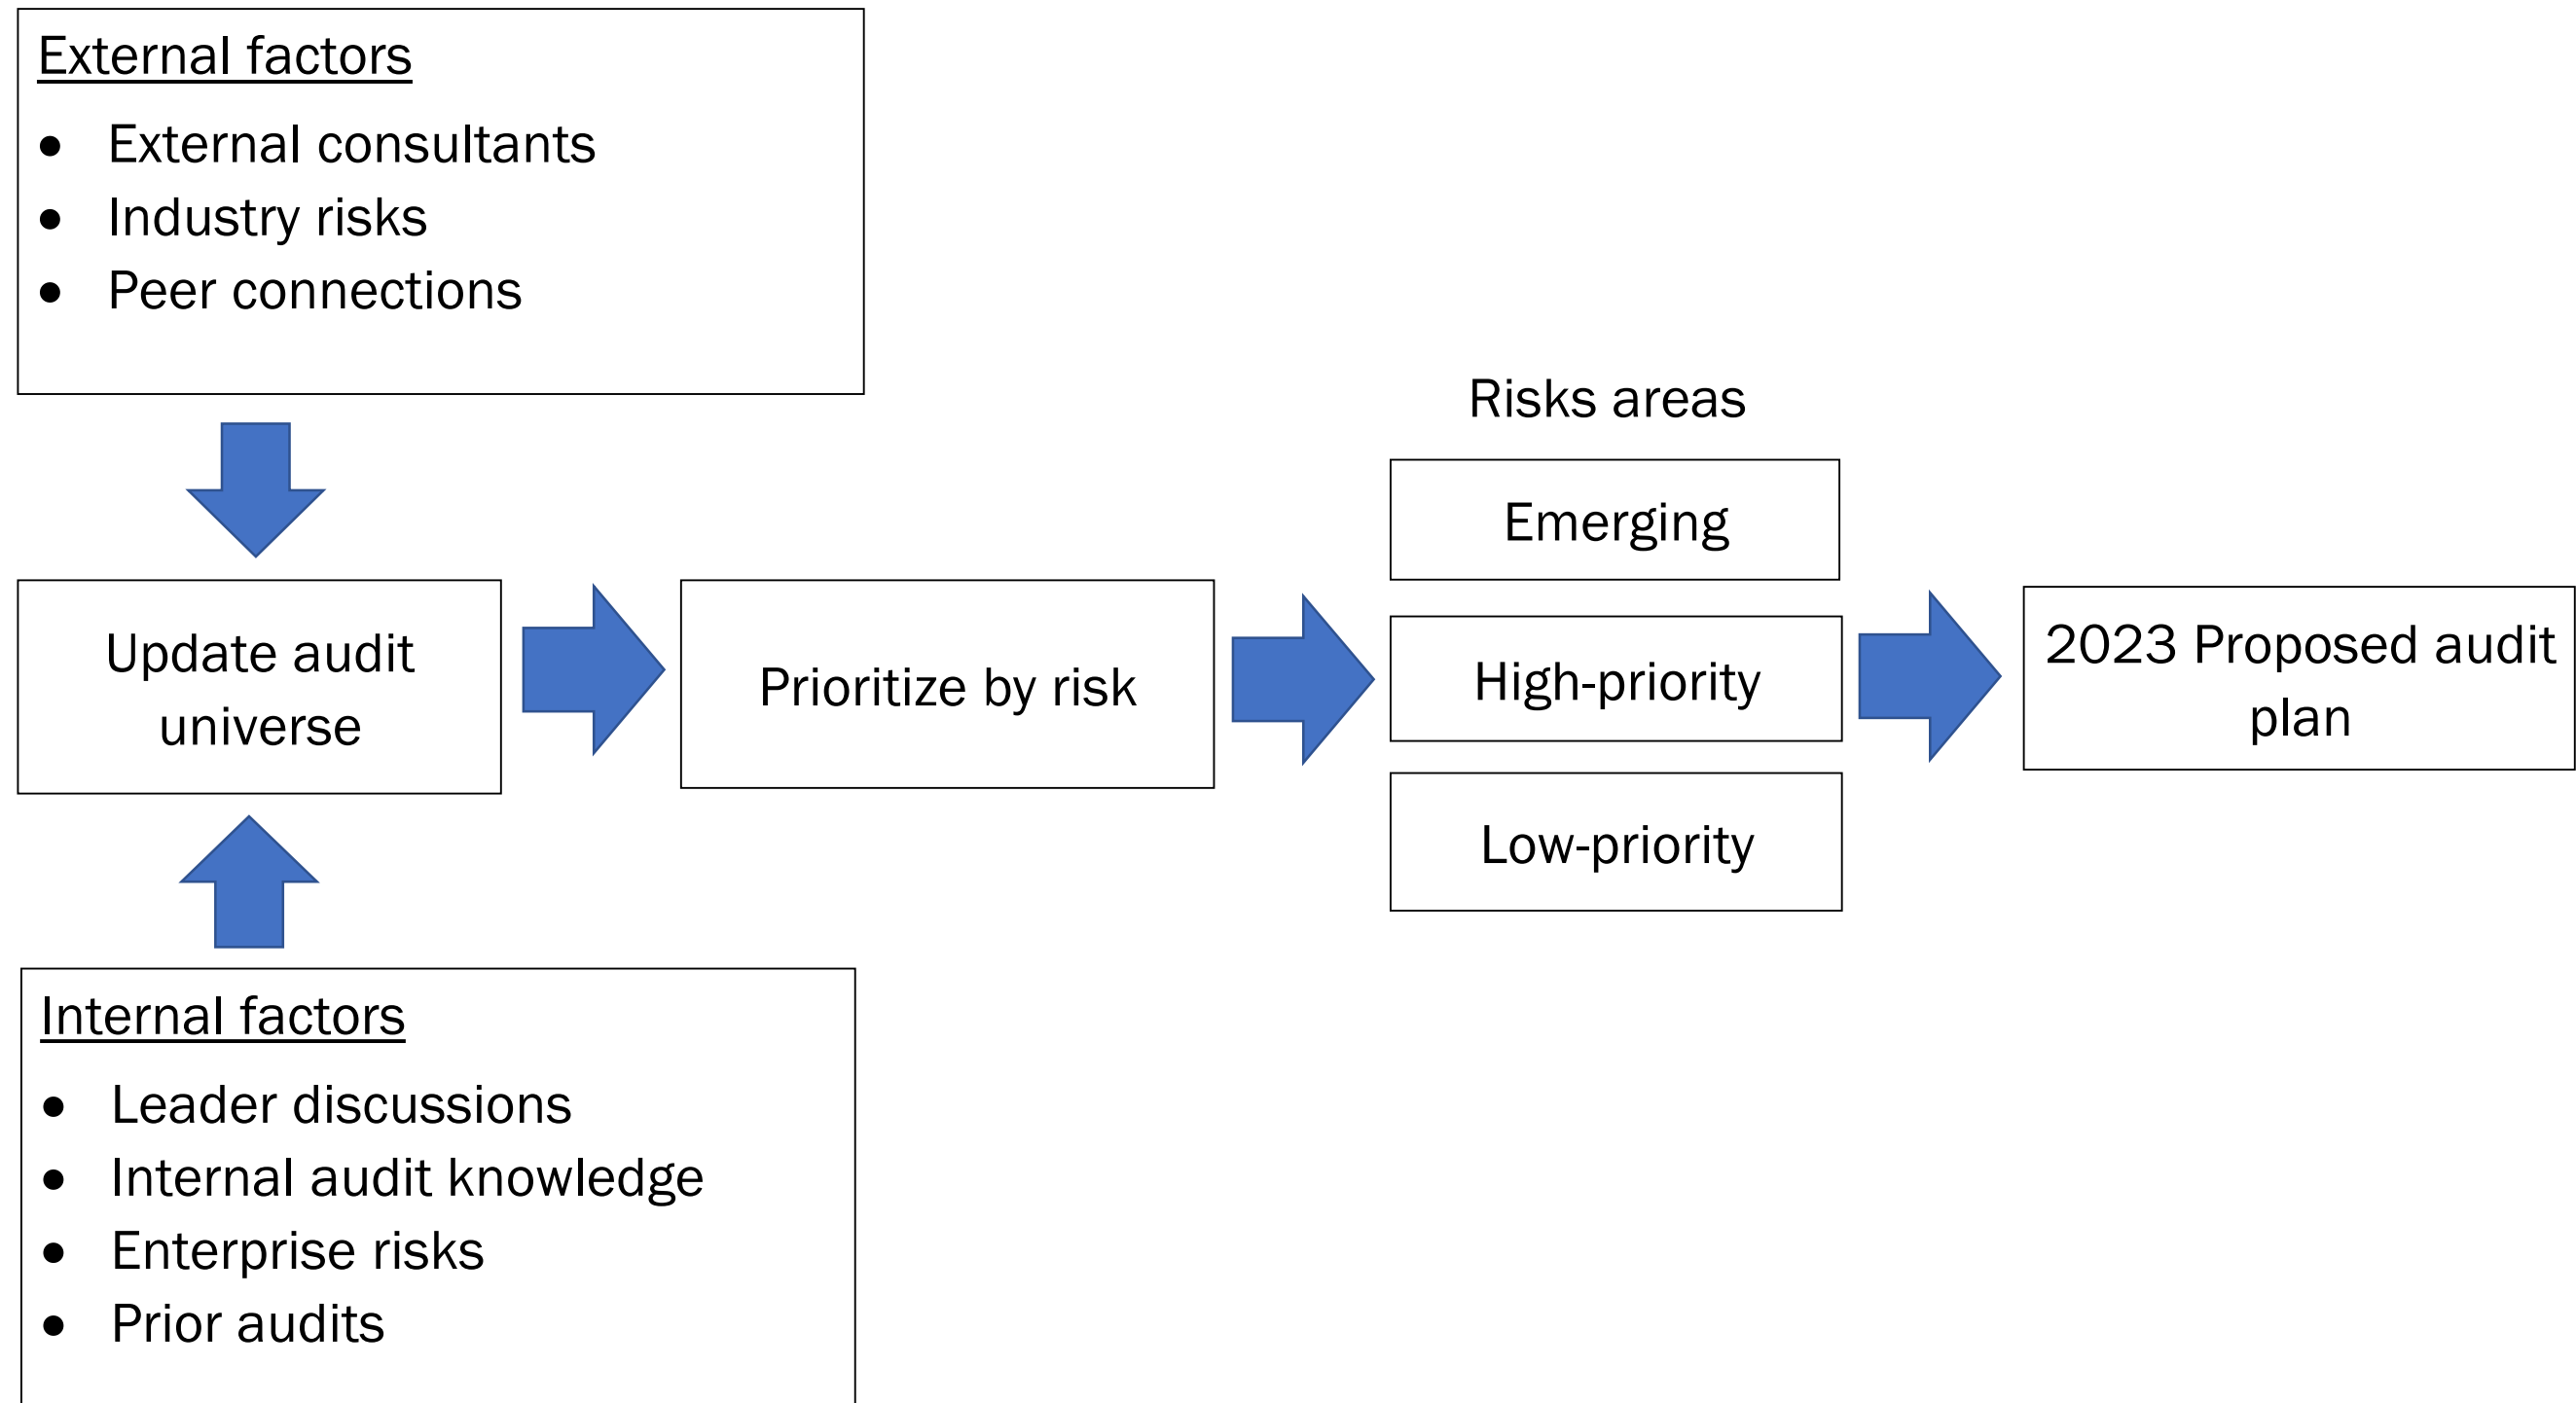 External factors
• External consultants
• Industry risks
• Peer connections
Update audit
universe
Prioritize by risk
Risks areas
Emerging
High-priority
Low-priority
2023 Proposed audit
plan
Internal factors
• Leader discussions
• Internal audit knowledge
• Enterprise risks
• Prior audits